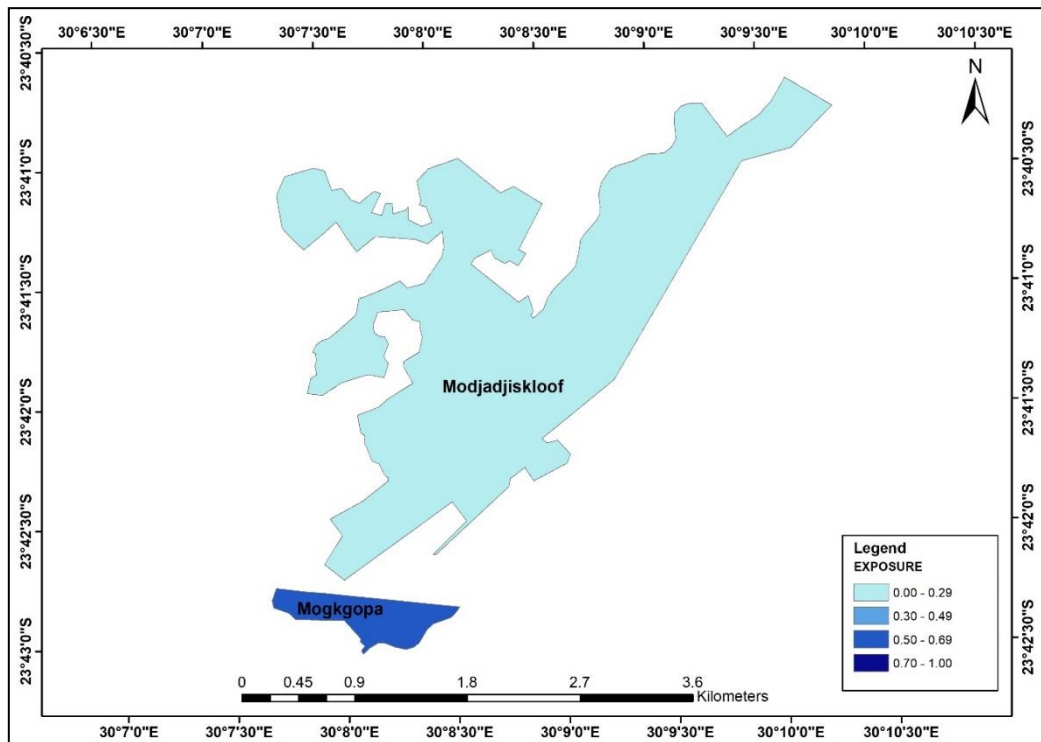 30°6'30"E 30°7'0"E 30°7'30"E 30°8'0"E 30°8'30"E 30°9'0"E 30°9'30"E 30°10'0"E 30°10'30"E
N
23°40'30"S
23°41'0"S
23°41'30"S
23°42'0"S
23°42'30"S
23°43'0"S
23°40'30"S
23°41'0"S
23°41'30"S
23°42'0"S
23°42'30"S
Modjadjiskloof
Mogkgopa
Legend
EXPOSURE
0.00 - 0.29
0.30 - 0.49
0.50 - 0.69
0.70 - 1.00
0 0.45 0.9 1.8 2.7 3.6
Kilometers
30°7'0"E 30°7'30"E 30°8'0"E 30°8'30"E 30°9'0"E 30°9'30"E 30°10'0"E 30°10'30"E